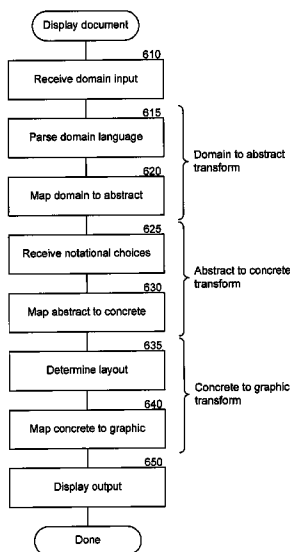 Display document
610
Receive domain input
615
Parse domain language
620
Map domain to abstract
Domain to abstract
transform
625
Receive notational choices
630
Map abstract to concrete
Abstract to concrete
transform
635
Determine layout
640
Map concrete to graphic
Concrete to graphic
transform
650
Display output
Done